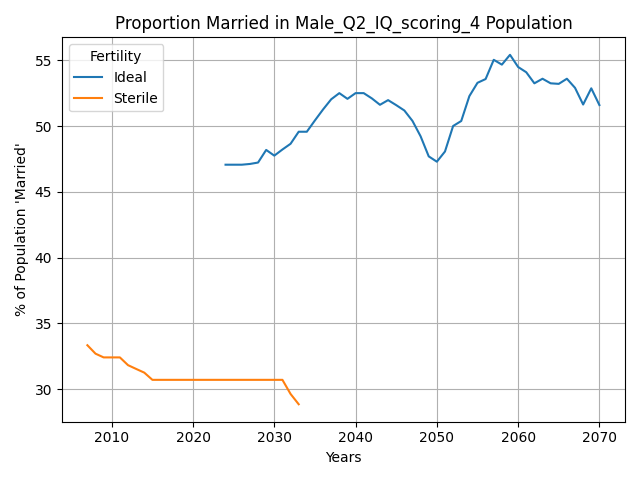 Proportion Married in Male_Q2_IQ_scoring_4 Population
Fertility
Ideal
Sterile
% of Population 'Married'
55
50
45
40
35
30
2010 2020 2030 2040 2050 2060 2070
Years